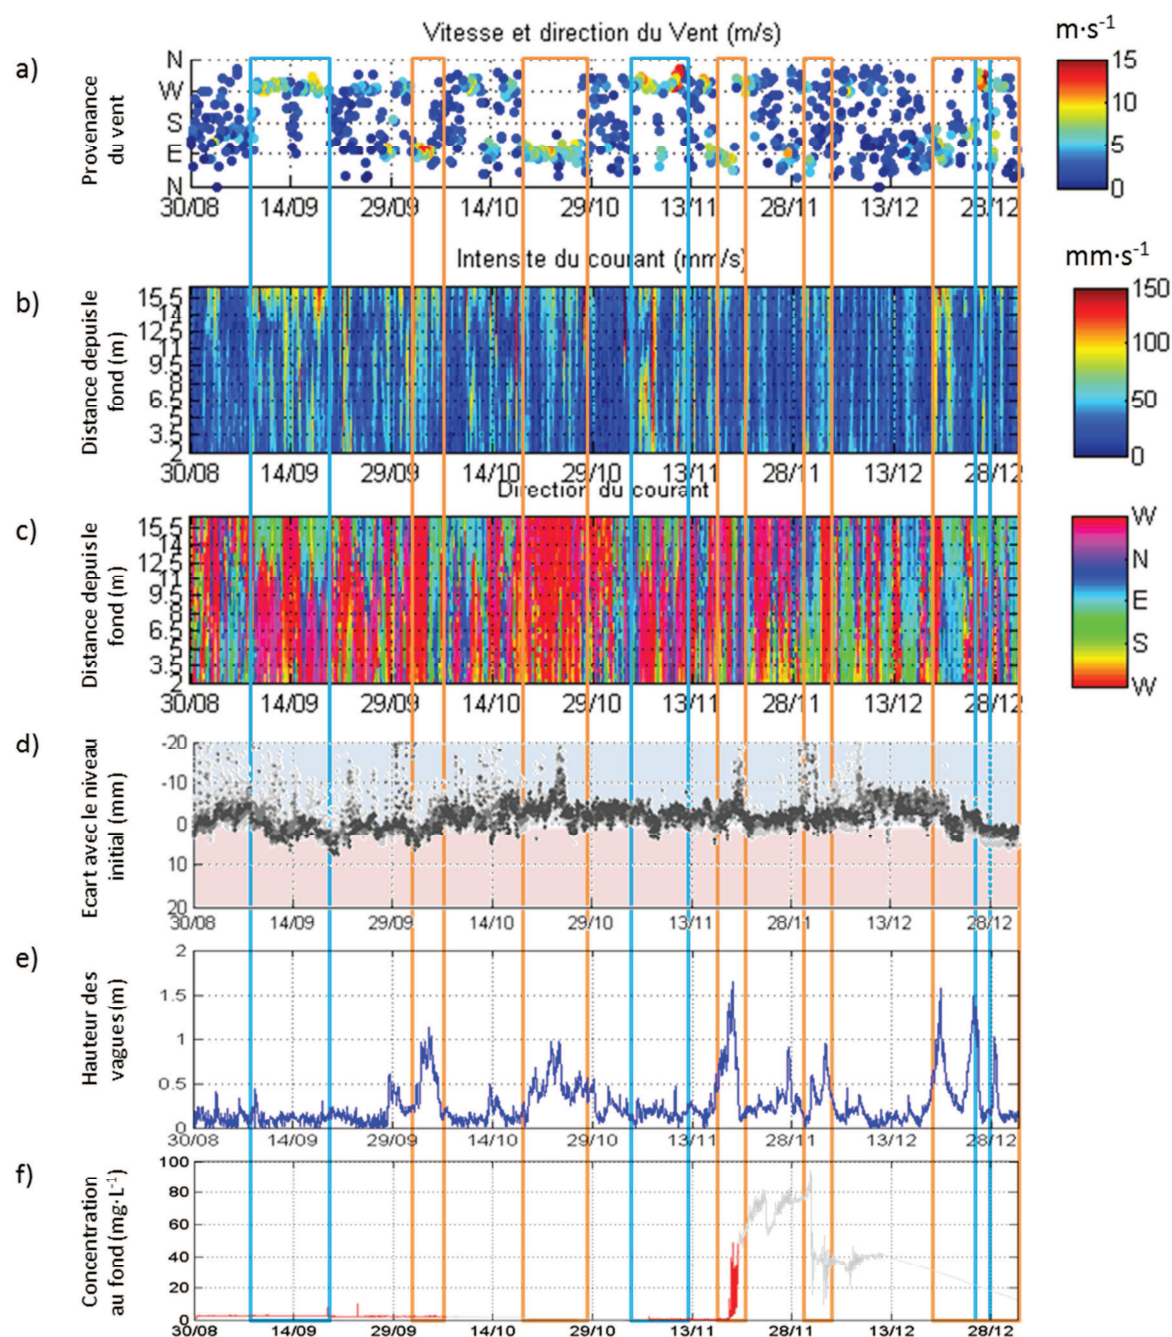 Vitesse et direction du Vent (m/s)
m·s⁻¹
a)
Provenance
du vent
N
W
S
E
N
30/08 14/09 29/09 14/10 29/10 13/11 28/11 13/12 28/12
15
10
5
0
Intensite du courant (mm/s)
mm·s⁻¹
b)
Distance depuis le
fond (m)
15,5
14
12,5
11
9,5
8
6,5
5
3,5
2
30/08 14/09 29/09 14/10 29/10 13/11 28/11 13/12 28/12
150
100
50
0
Direction du courant
c)
Distance depuis le
fond (m)
15,5
14
12,5
11
9,5
8
6,5
5
3,5
2
30/08 14/09 29/09 14/10 29/10 13/11 28/11 13/12 28/12
W
N
E
S
W
d)
Ecart avec le niveau
initial (mm)
-20
-10
0
10
20
30/08 14/09 29/09 14/10 29/10 13/11 28/11 13/12 28/12
e)
Hauteur des
vagues (m)
2
1.5
1
0.5
0
30/08 14/09 29/09 14/10 29/10 13/11 28/11 13/12 28/12
f)
Concentration
au fond (mg·L⁻¹)
100
80
60
40
20
0
30/08 14/09 29/09 14/10 29/10 13/11 28/11 13/12 28/12